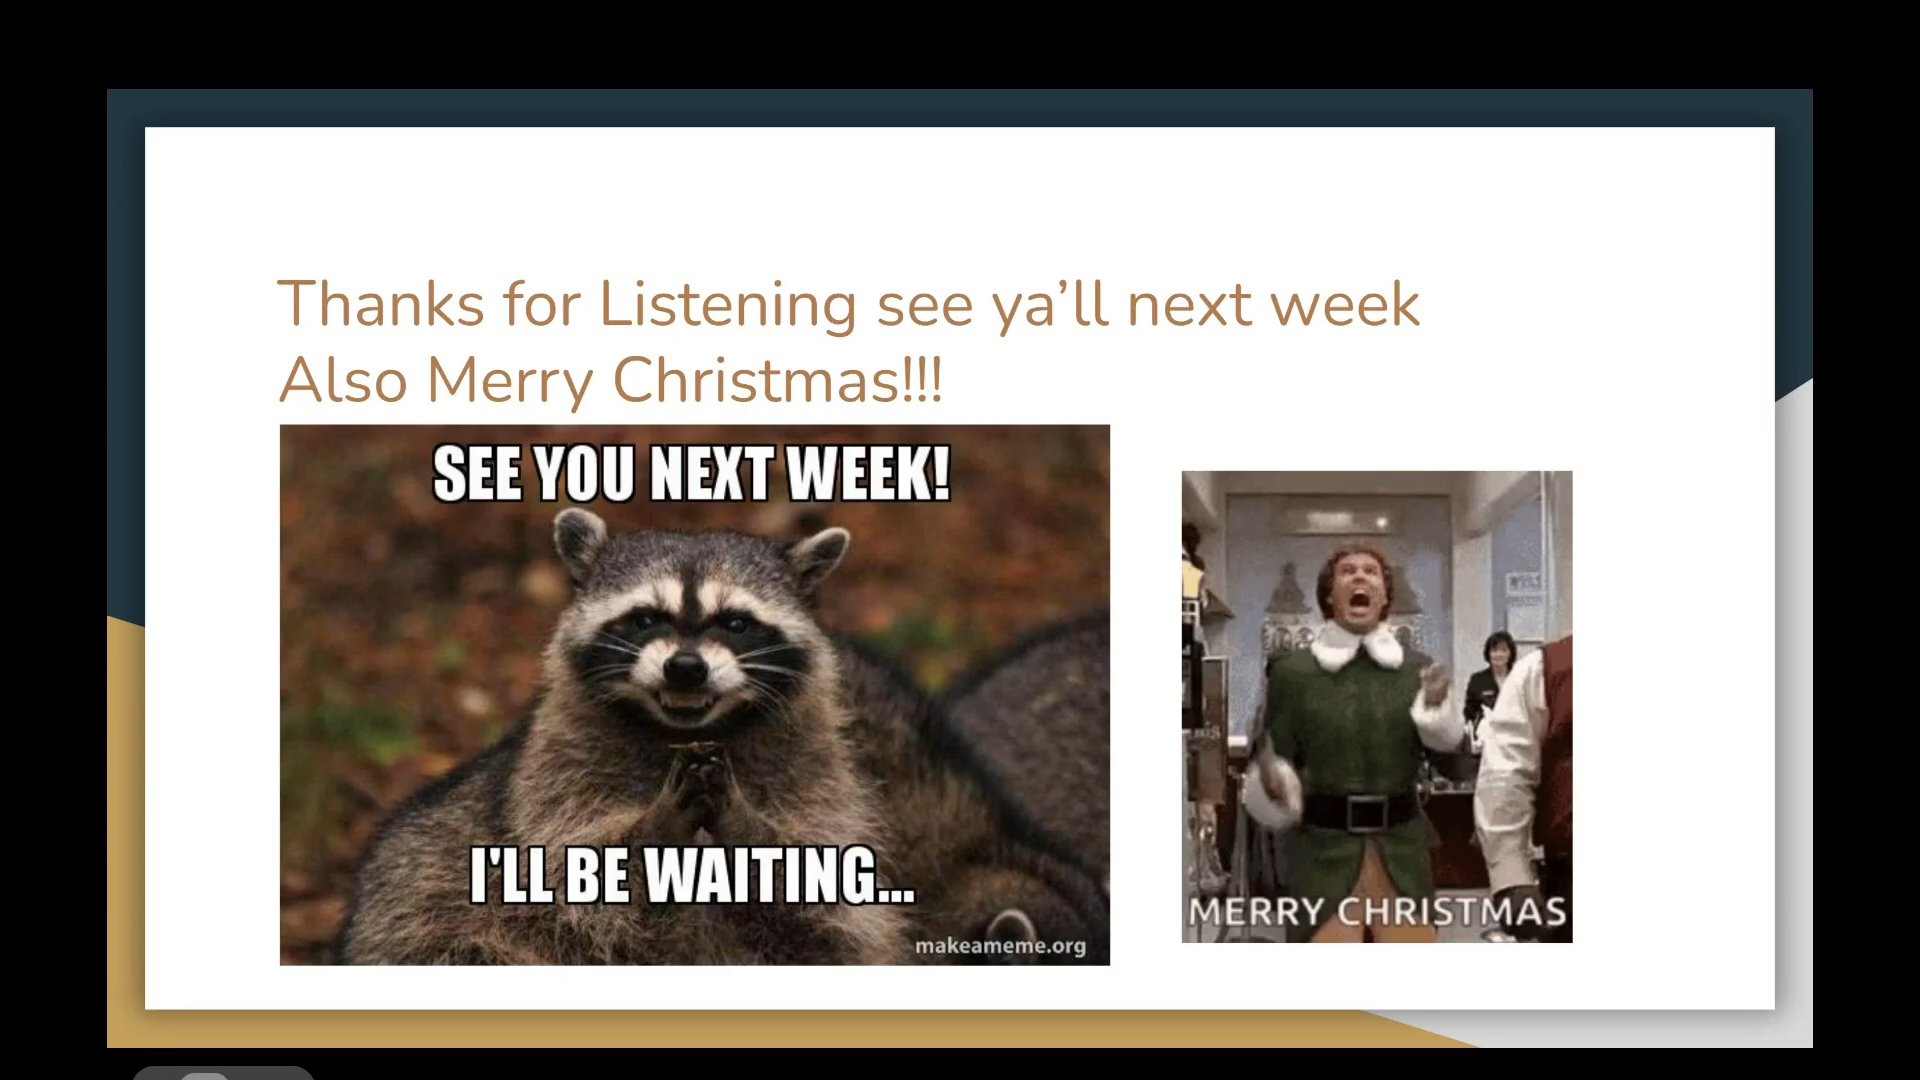 Thanks for Listening see ya’ll next week
Also Merry Christmas!!!
SEE YOU NEXT WEEK!
I'LL BE WAITING...
makeameme.org
MERRY CHRISTMAS